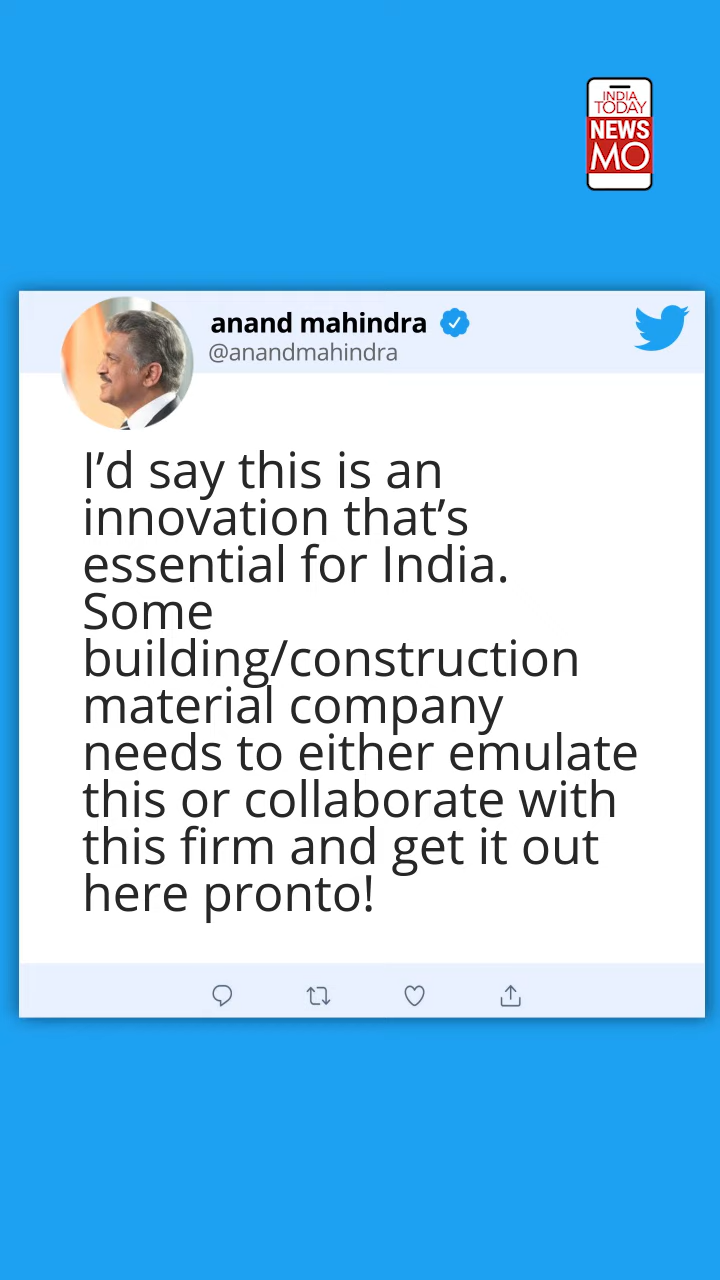 INDIA
TODAY
NEWS
MO
anand mahindra
@anandmahindra
I’d say this is an
innovation that’s
essential for India.
Some
building/construction
material company
needs to either emulate
this or collaborate with
this firm and get it out
here pronto!